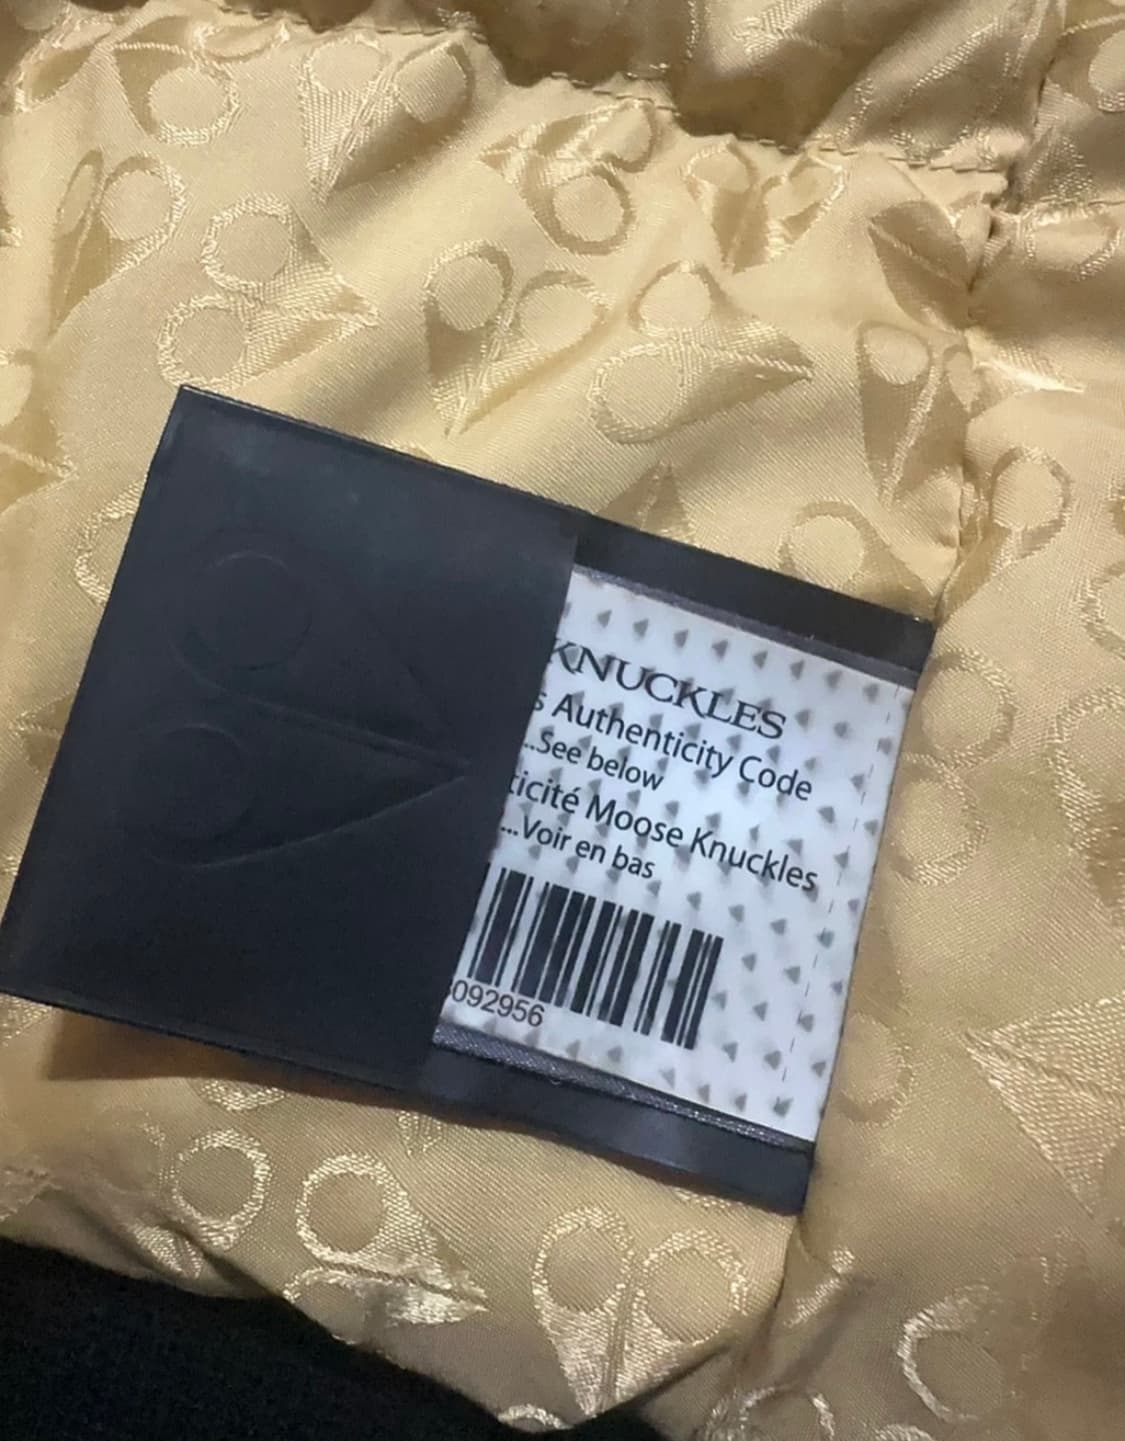 KNUCKLES
s Authenticity Code
...See below
ticité Moose Knuckles
...Voir en bas
092956